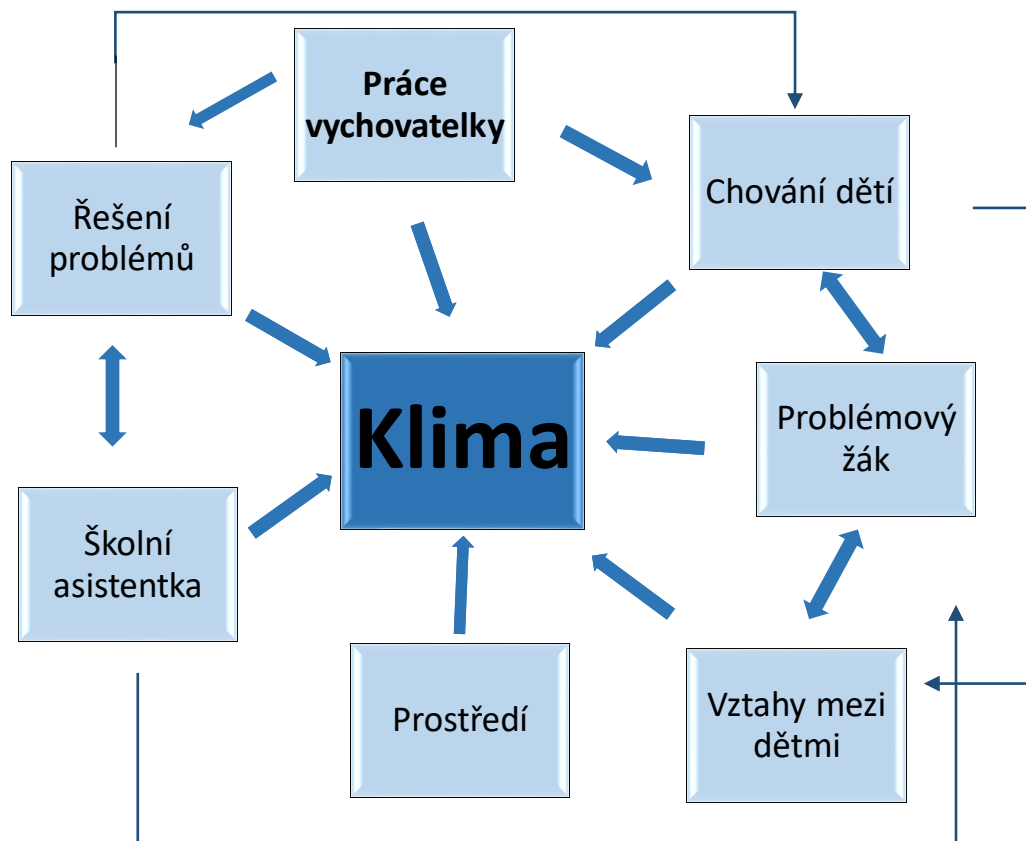 Práce
vychovatelky
Chování dětí
Řešení
problémů
Klima
Problémový
žák
Školní
asistentka
Prostředí
Vztahy mezi
dětmi